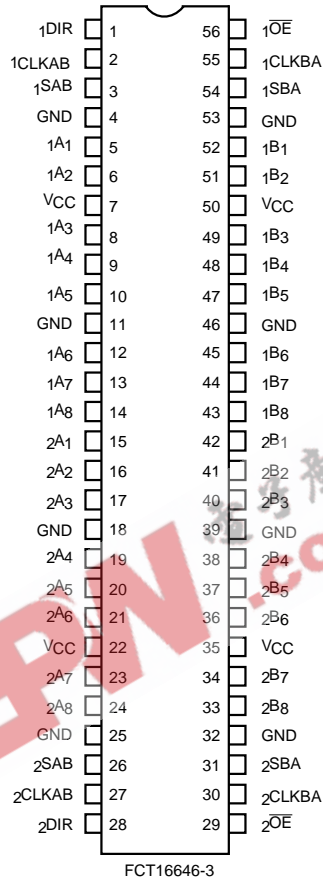 1DIR 1 56 1OE
1CLKAB 2 55 1CLKBA
1SAB 3 54 1SBA
GND 4 53 GND
1A1 5 52 1B1
1A2 6 51 1B2
VCC 7 50 VCC
1A3 8 49 1B3
1A4 9 48 1B4
1A5 10 47 1B5
GND 11 46 GND
1A6 12 45 1B6
1A7 13 44 1B7
1A8 14 43 1B8
2A1 15 42 2B1
2A2 16 41 2B2
2A3 17 40 2B3
GND 18 39 GND
2A4 19 38 2B4
2A5 20 37 2B5
2A6 21 36 2B6
VCC 22 35 VCC
2A7 23 34 2B7
2A8 24 33 2B8
GND 25 32 GND
2SAB 26 31 2SBA
2CLKAB 27 30 2CLKBA
2DIR 28 29 2OE
FCT16646-3